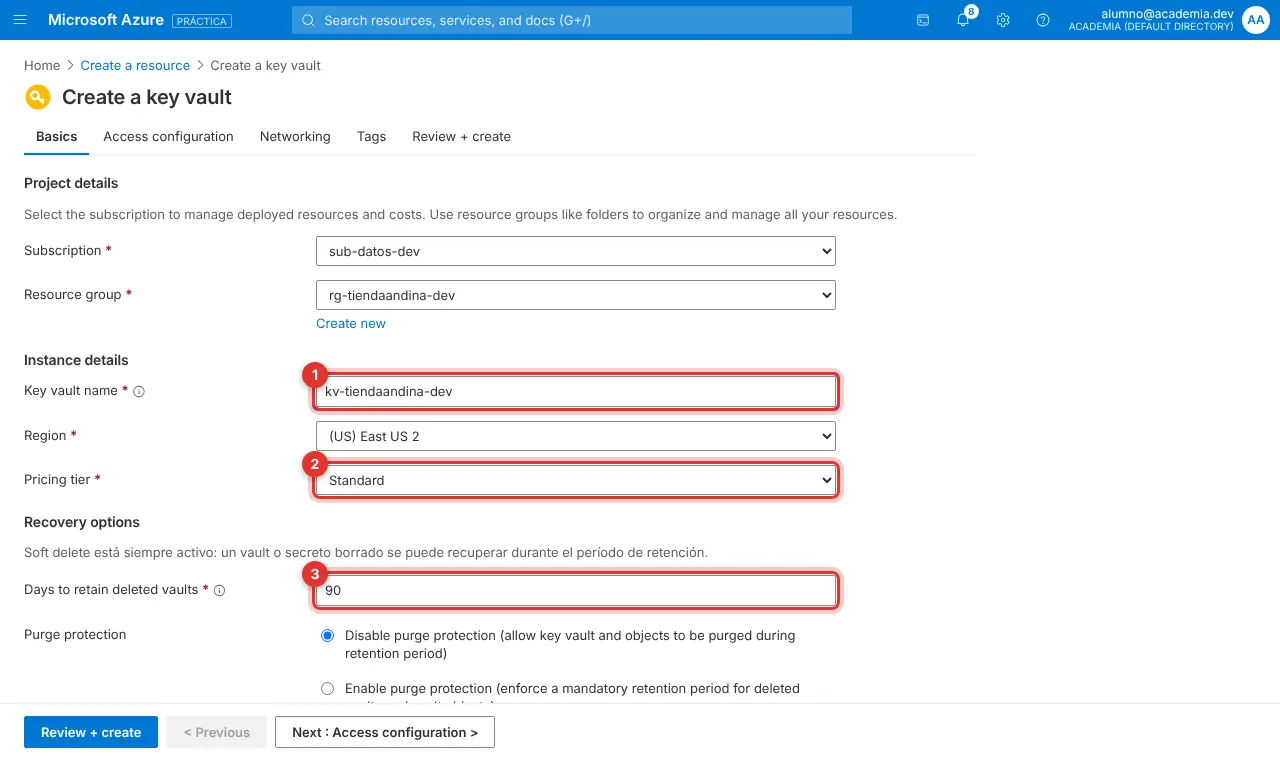 Microsoft Azure PRÁCTICA
Search resources, services, and docs (G+/)
8
alumno@academia.dev
ACADEMIA (DEFAULT DIRECTORY)
AA
Home > Create a resource > Create a key vault
Create a key vault
Basics Access configuration Networking Tags Review + create
Project details
Select the subscription to manage deployed resources and costs. Use resource groups like folders to organize and manage all your resources.
Subscription * sub-datos-dev
Resource group * rg-tiendaandina-dev
Create new
Instance details
1
Key vault name * kv-tiendaandina-dev
Region * (US) East US 2
2
Pricing tier * Standard
Recovery options
Soft delete está siempre activo: un vault o secreto borrado se puede recuperar durante el período de retención.
3
Days to retain deleted vaults * 90
Purge protection
Disable purge protection (allow key vault and objects to be purged during
retention period)
Enable purge protection (enforce a mandatory retention period for deleted
Review + create < Previous Next : Access configuration >